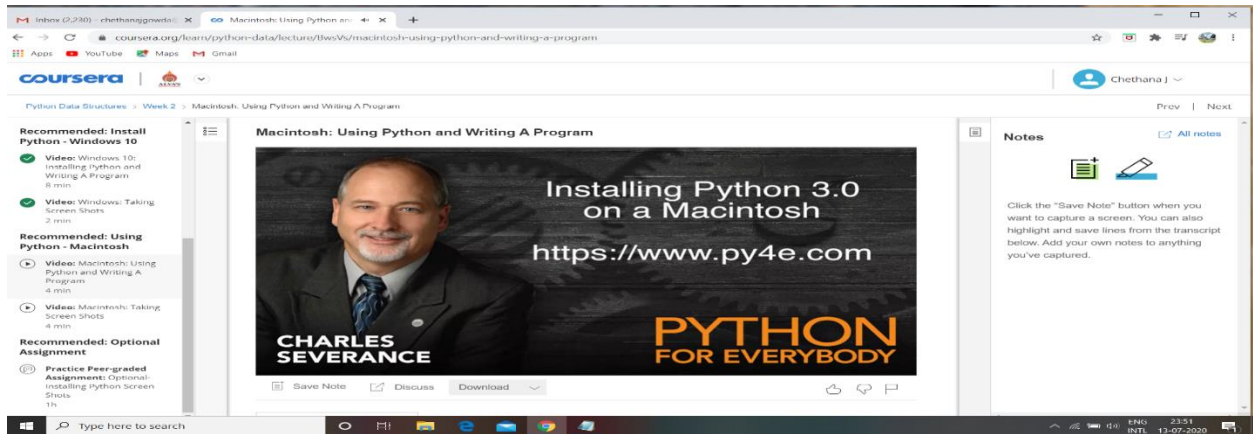 Inbox (2,230) - chethanajgowda@
Macintosh: Using Python an
coursera.org/learn/python-data/lecture/8wsVs/macintosh-using-python-and-writing-a-program
Apps YouTube Maps Gmail
coursera
Chethana J
Python Data Structures > Week 2 > Macintosh: Using Python and Writing A Program
Prev | Next
Recommended: Install
Python - Windows 10
Video: Windows 10:
Installing Python and
Writing A Program
8 min
Video: Windows: Taking
Screen Shots
2 min
Recommended: Using
Python - Macintosh
Video: Macintosh: Using
Python and Writing A
Program
4 min
Video: Macintosh: Taking
Screen Shots
4 min
Recommended: Optional
Assignment
Practice Peer-graded
Assignment: Optional:
Installing Python Screen
Shots
1h
Macintosh: Using Python and Writing A Program
Installing Python 3.0
on a Macintosh
https://www.py4e.com
CHARLES
SEVERANCE
PYTHON
FOR EVERYBODY
Save Note Discuss Download
Notes
All notes
Click the "Save Note" button when you
want to capture a screen. You can also
highlight and save lines from the transcript
below. Add your own notes to anything
you've captured.
Type here to search
ENG
INTL
23:51
13-07-2020